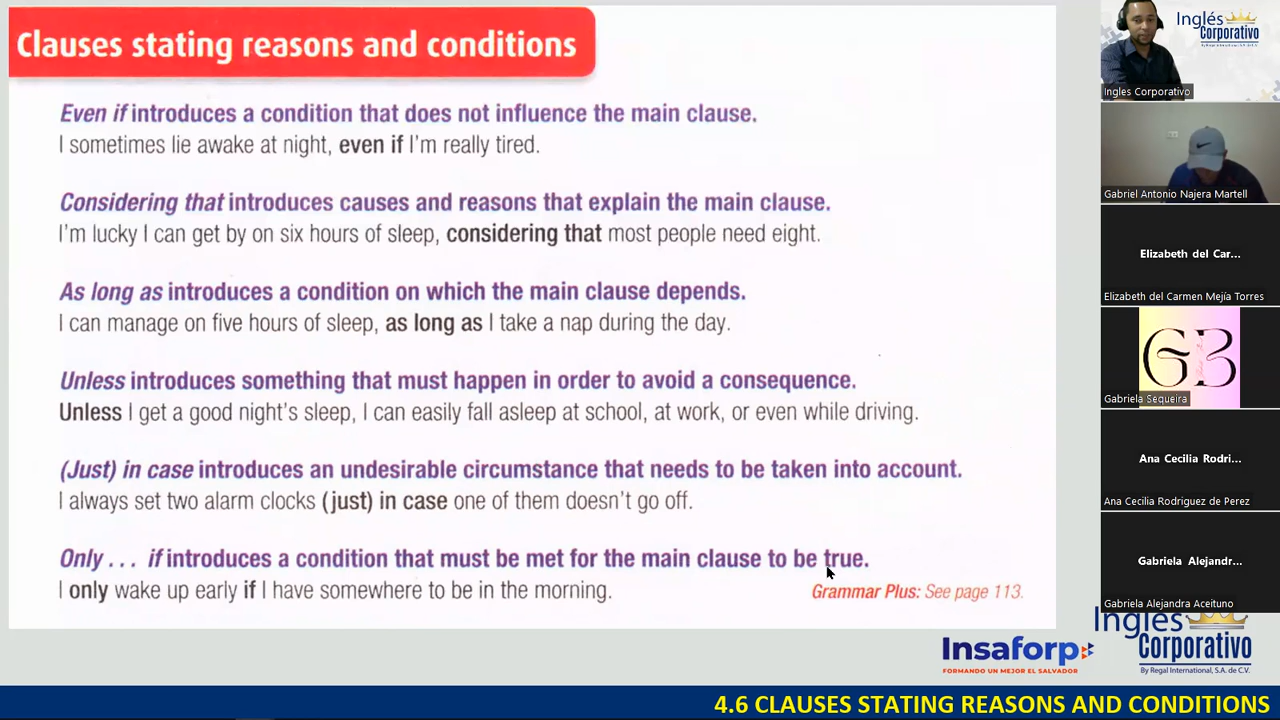 Clauses stating reasons and conditions
Even if introduces a condition that does not influence the main clause.
I sometimes lie awake at night, even if I'm really tired.
Considering that introduces causes and reasons that explain the main clause.
I'm lucky I can get by on six hours of sleep, considering that most people need eight.
As long as introduces a condition on which the main clause depends.
I can manage on five hours of sleep, as long as I take a nap during the day.
Unless introduces something that must happen in order to avoid a consequence.
Unless I get a good night's sleep, I can easily fall asleep at school, at work, or even while driving.
(Just) in case introduces an undesirable circumstance that needs to be taken into account.
I always set two alarm clocks (just) in case one of them doesn't go off.
Only . . . if introduces a condition that must be met for the main clause to be true.
I only wake up early if I have somewhere to be in the morning.
Grammar Plus: See page 113.
Inglés
Corporativo
By Regal International, S.A. de C.V.
Ingles Corporativo
Gabriel Antonio Najera Martell
Elizabeth del Car...
Elizabeth del Carmen Mejía Torres
GB
Gabriela Sequeira
Ana Cecilia Rodri...
Ana Cecilia Rodriguez de Perez
Gabriela Alejandr...
Gabriela Alejandra Aceituno
Insaforp
FORMANDO UN MEJOR EL SALVADOR
Inglés
Corporativo
By Regal International, S.A. de C.V.
4.6 CLAUSES STATING REASONS AND CONDITIONS